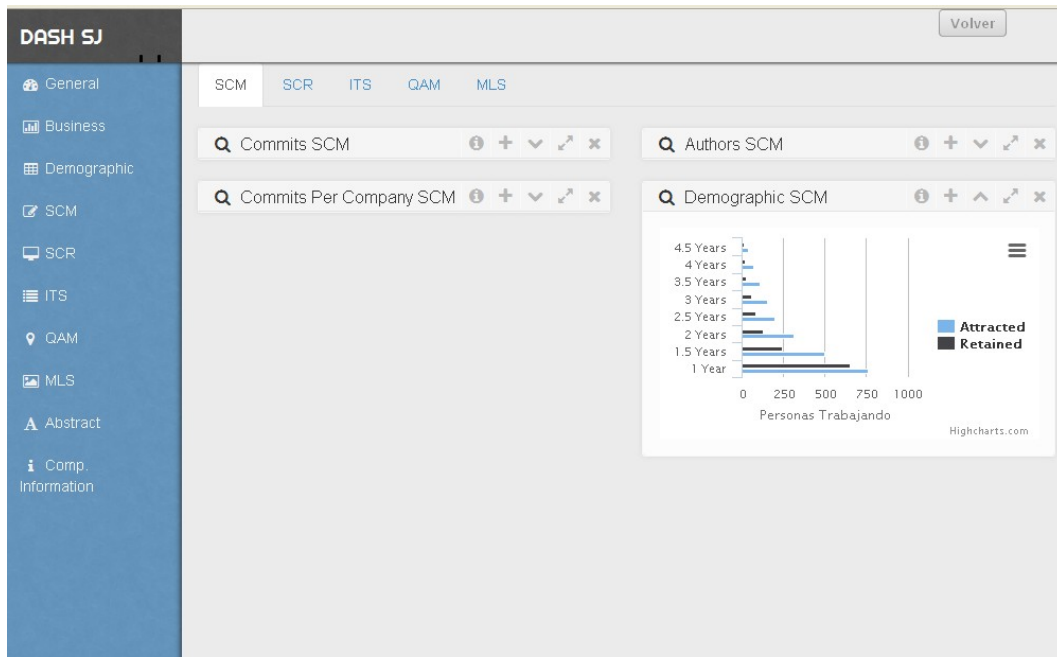 DASH SJ
Volver
General
Business
Demographic
SCM
SCR
ITS
QAM
MLS
Abstract
Comp.
Information
SCM SCR ITS QAM MLS
Commits SCM
Authors SCM
Commits Per Company SCM
Demographic SCM
4.5 Years
4 Years
3.5 Years
3 Years
2.5 Years
2 Years
1.5 Years
1 Year
0 250 500 750 1000
Personas Trabajando
Attracted
Retained
Highcharts.com